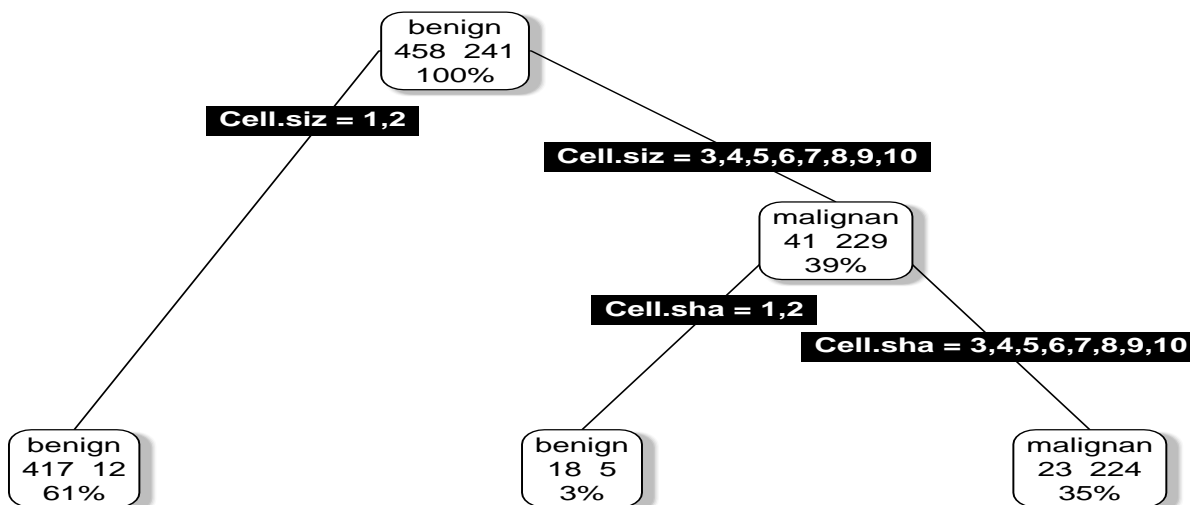 benign
458 241
100%
Cell.siz = 1,2
Cell.siz = 3,4,5,6,7,8,9,10
malignan
41 229
39%
Cell.sha = 1,2
Cell.sha = 3,4,5,6,7,8,9,10
benign
417 12
61%
benign
18 5
3%
malignan
23 224
35%